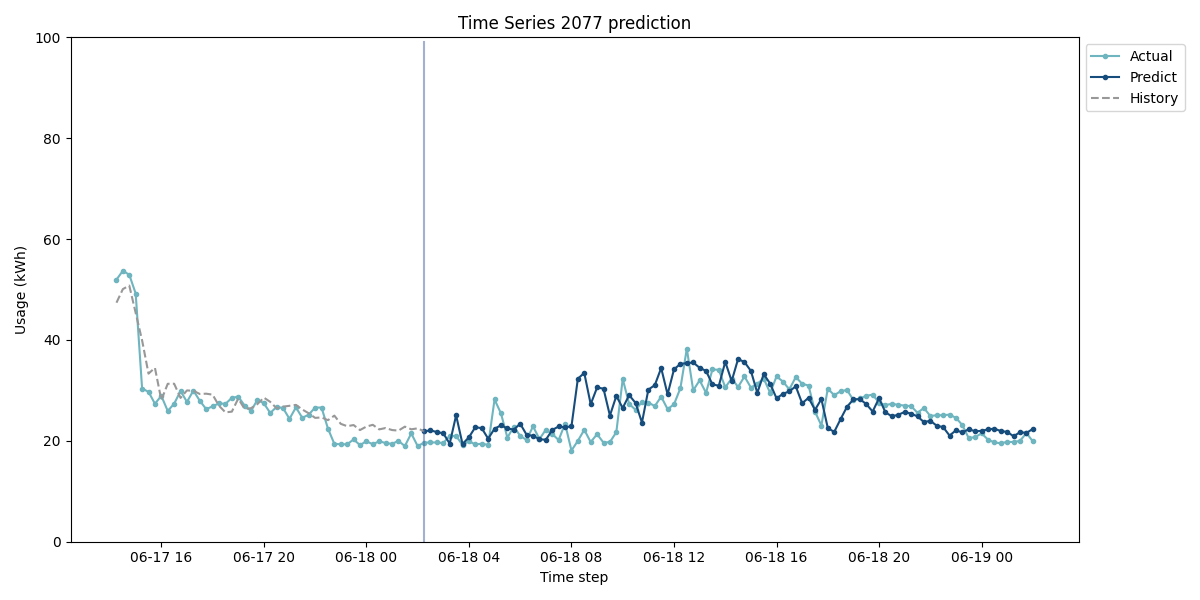 Time Series 2077 prediction
Usage (kWh)
100
80
60
40
20
0
06-17 16
06-17 20
06-18 00
06-18 04
06-18 08
06-18 12
06-18 16
06-18 20
06-19 00
Time step
Actual
Predict
History